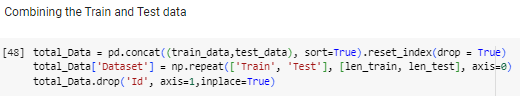 Combining the Train and Test data
[48] total_Data = pd.concat((train_data,test_data), sort=True).reset_index(drop = True)
total_Data['Dataset'] = np.repeat(['Train', 'Test'], [len_train, len_test], axis=0)
total_Data.drop('Id', axis=1,inplace=True)